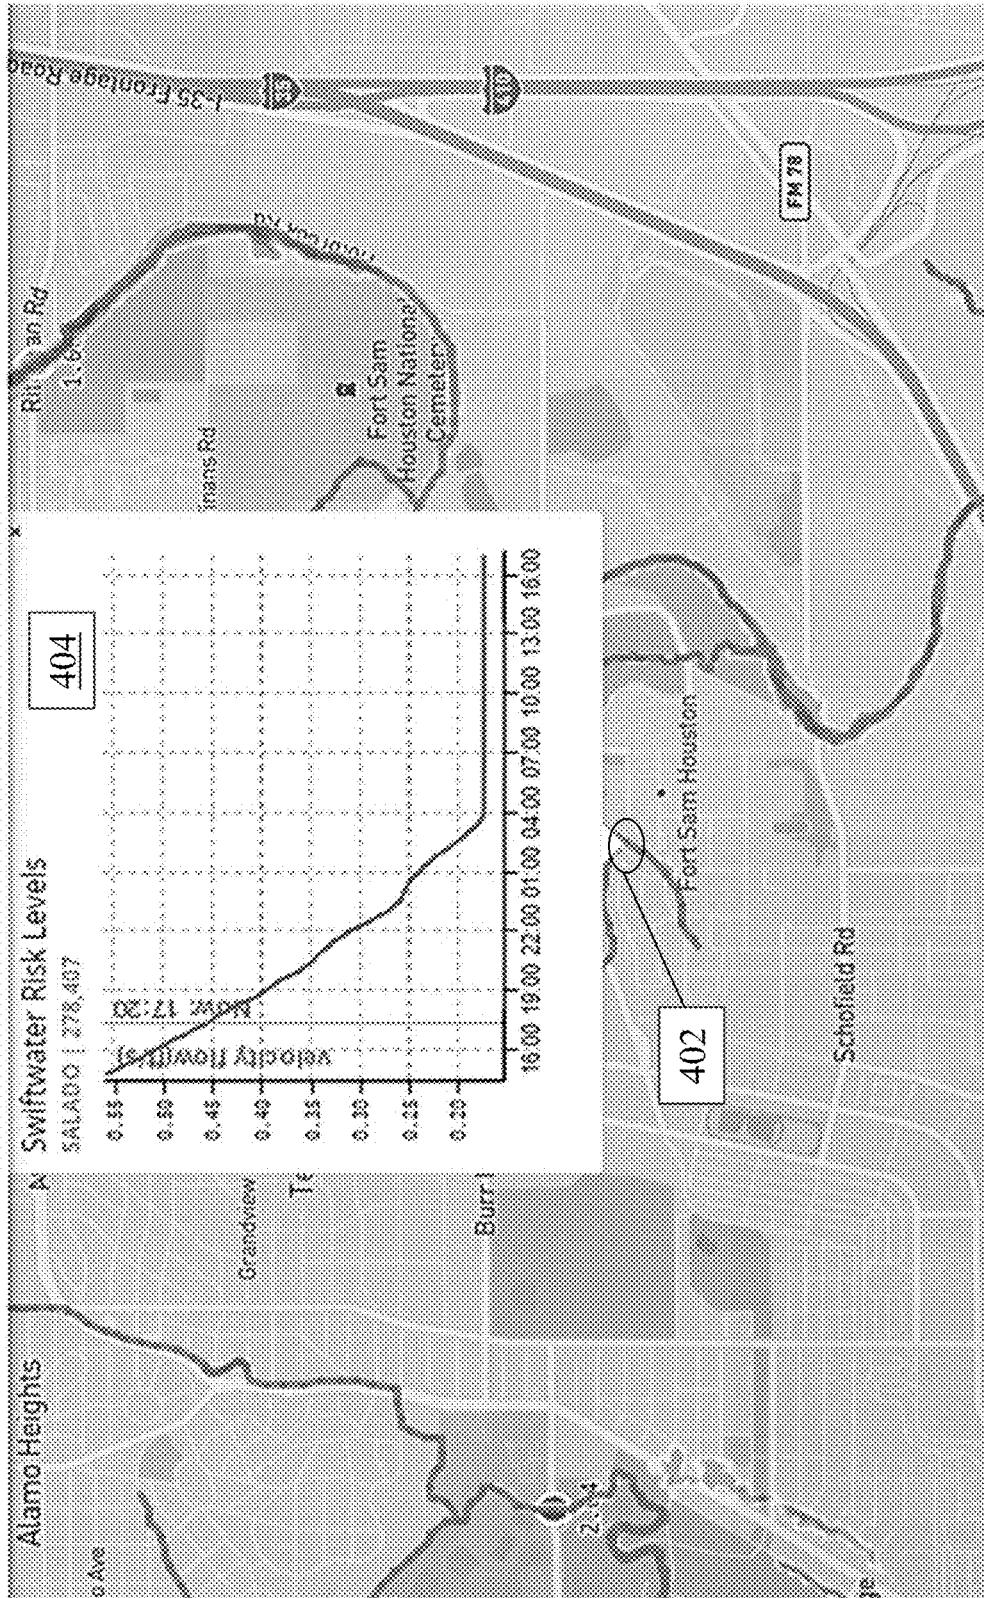 Alamo Heights
Swiftwater Risk Levels
x
SALADO | 278,407
404
velocity flow(ft/s)
Now: 17:20
0.55
0.50
0.45
0.40
0.35
0.30
0.25
0.20
16:00 19:00 22:00 01:00 04:00 07:00 10:00 13:00 16:00
Grandview
Fort Sam
Houston National
Cemetery
I-35 Frontage Road
FM 78
402
Fort Sam Houston
Schofield Rd